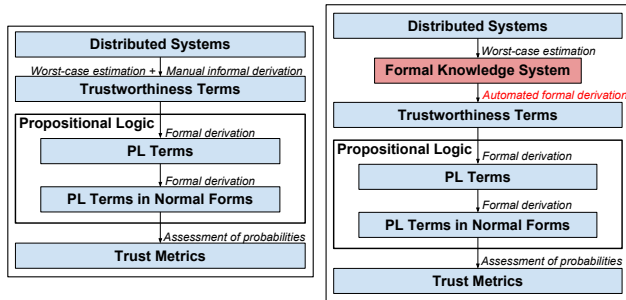 Distributed Systems
Worst-case estimation + Manual informal derivation
Trustworthiness Terms
Propositional Logic
Formal derivation
PL Terms
Formal derivation
PL Terms in Normal Forms
Assessment of probabilities
Trust Metrics
Distributed Systems
Worst-case estimation
Formal Knowledge System
Automated formal derivation
Trustworthiness Terms
Propositional Logic
Formal derivation
PL Terms
Formal derivation
PL Terms in Normal Forms
Assessment of probabilities
Trust Metrics